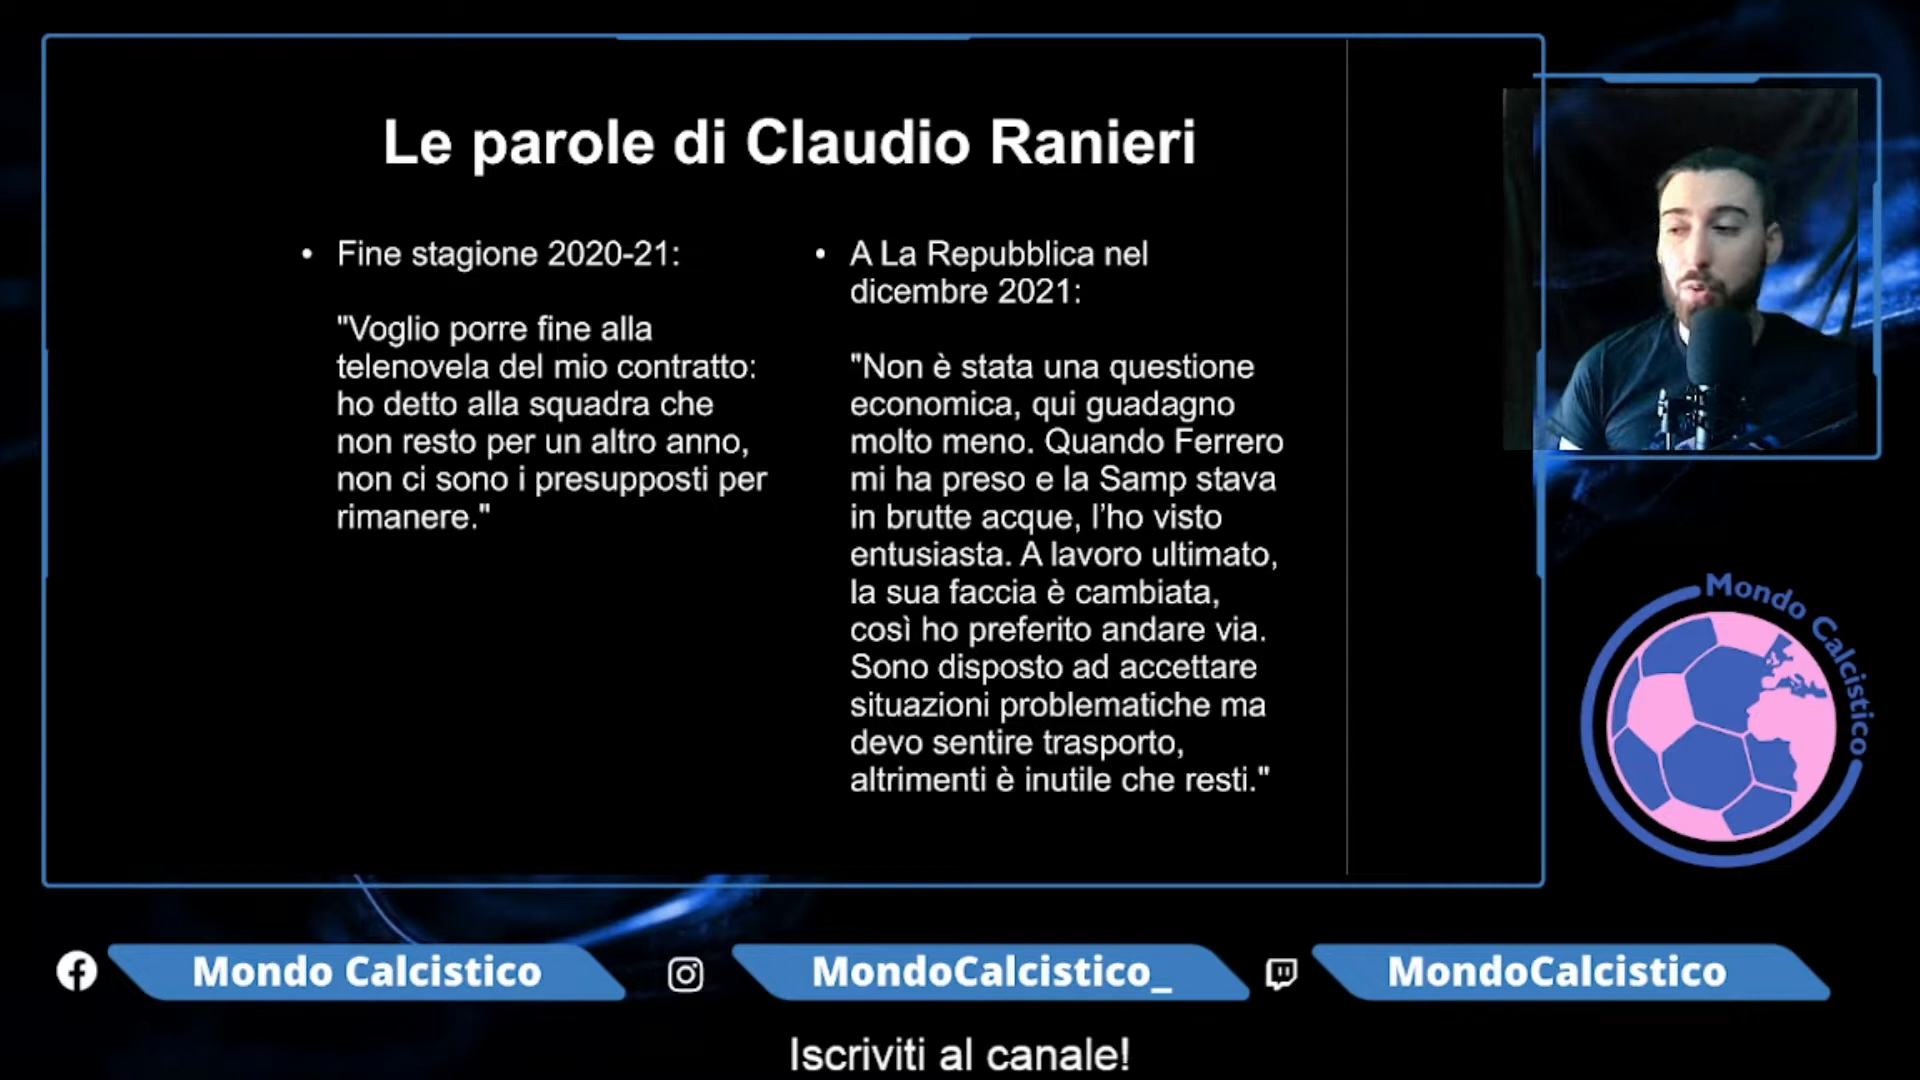 Le parole di Claudio Ranieri
• Fine stagione 2020-21:
"Voglio porre fine alla
telenovela del mio contratto:
ho detto alla squadra che
non resto per un altro anno,
non ci sono i presupposti per
rimanere."
• A La Repubblica nel
dicembre 2021:
"Non è stata una questione
economica, qui guadagno
molto meno. Quando Ferrero
mi ha preso e la Samp stava
in brutte acque, l’ho visto
entusiasta. A lavoro ultimato,
la sua faccia è cambiata,
così ho preferito andare via.
Sono disposto ad accettare
situazioni problematiche ma
devo sentire trasporto,
altrimenti è inutile che resti."
Mondo Calcistico
Mondo Calcistico
MondoCalcistico_
MondoCalcistico
Iscriviti al canale!